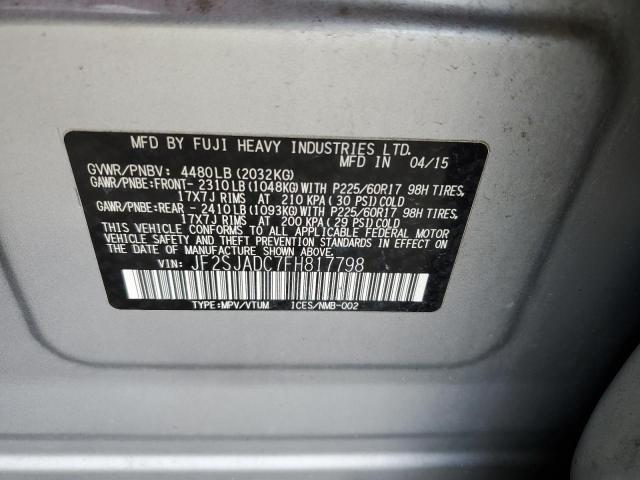 MFD BY FUJI HEAVY INDUSTRIES LTD.
MFD IN 04/15
GVWR/PNBV: 4480LB (2032KG)
GAWR/PNBE:FRONT- 2310LB (1048KG) WITH P225/60R17 98H TIRES,
17X7J RIMS AT 210 KPA (30 PSI) COLD
GAWR/PNBE:REAR - 2410LB (1093KG) WITH P225/60R17 98H TIRES,
17X7J RIMS AT 200 KPA (29 PSI) COLD
THIS VEHICLE CONFORMS TO ALL APPLICABLE FEDERAL MOTOR
VEHICLE SAFETY AND THEFT PREVENTION STANDARDS IN EFFECT ON
THE DATE OF MANUFACTURE SHOWN ABOVE.
VIN: JF2SJADC7FH817798
TYPE:MPV/VTUM ICES/NMB-002